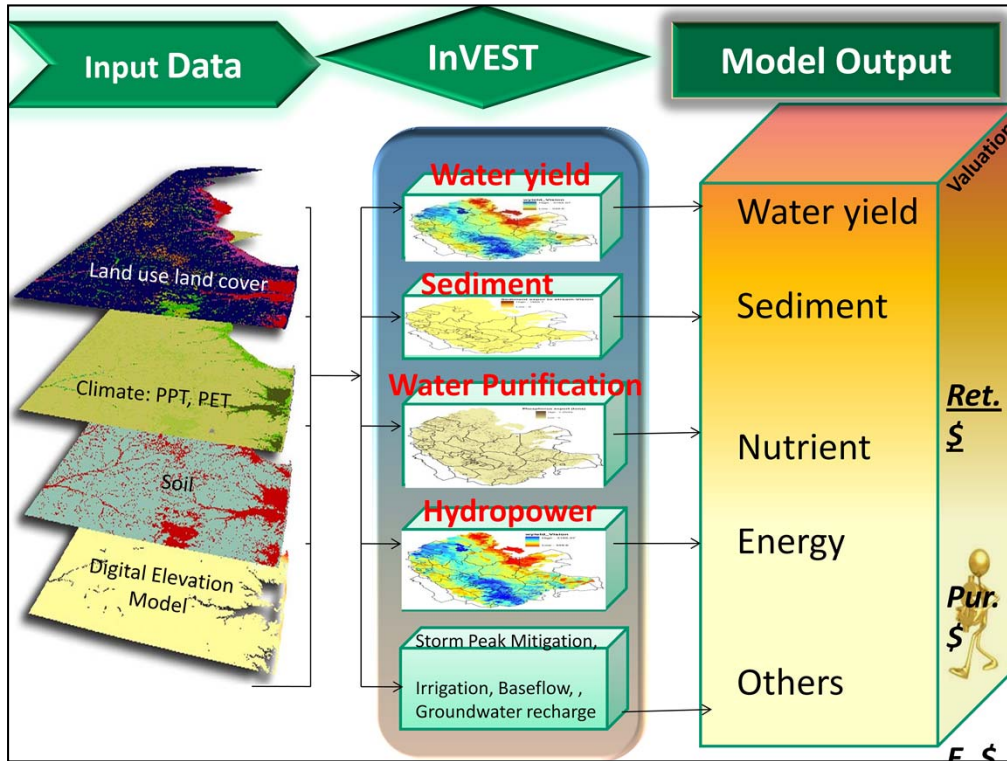 Input Data
InVEST
Model Output
Land use land cover
Climate: PPT, PET
Soil
Digital Elevation
Model
Water yield
Sediment
Water Purification
Hydropower
Storm Peak Mitigation,
Irrigation, Baseflow, ,
Groundwater recharge
Water yield
Sediment
Nutrient
Energy
Others
Valuation
Ret.
$
Pur.
$